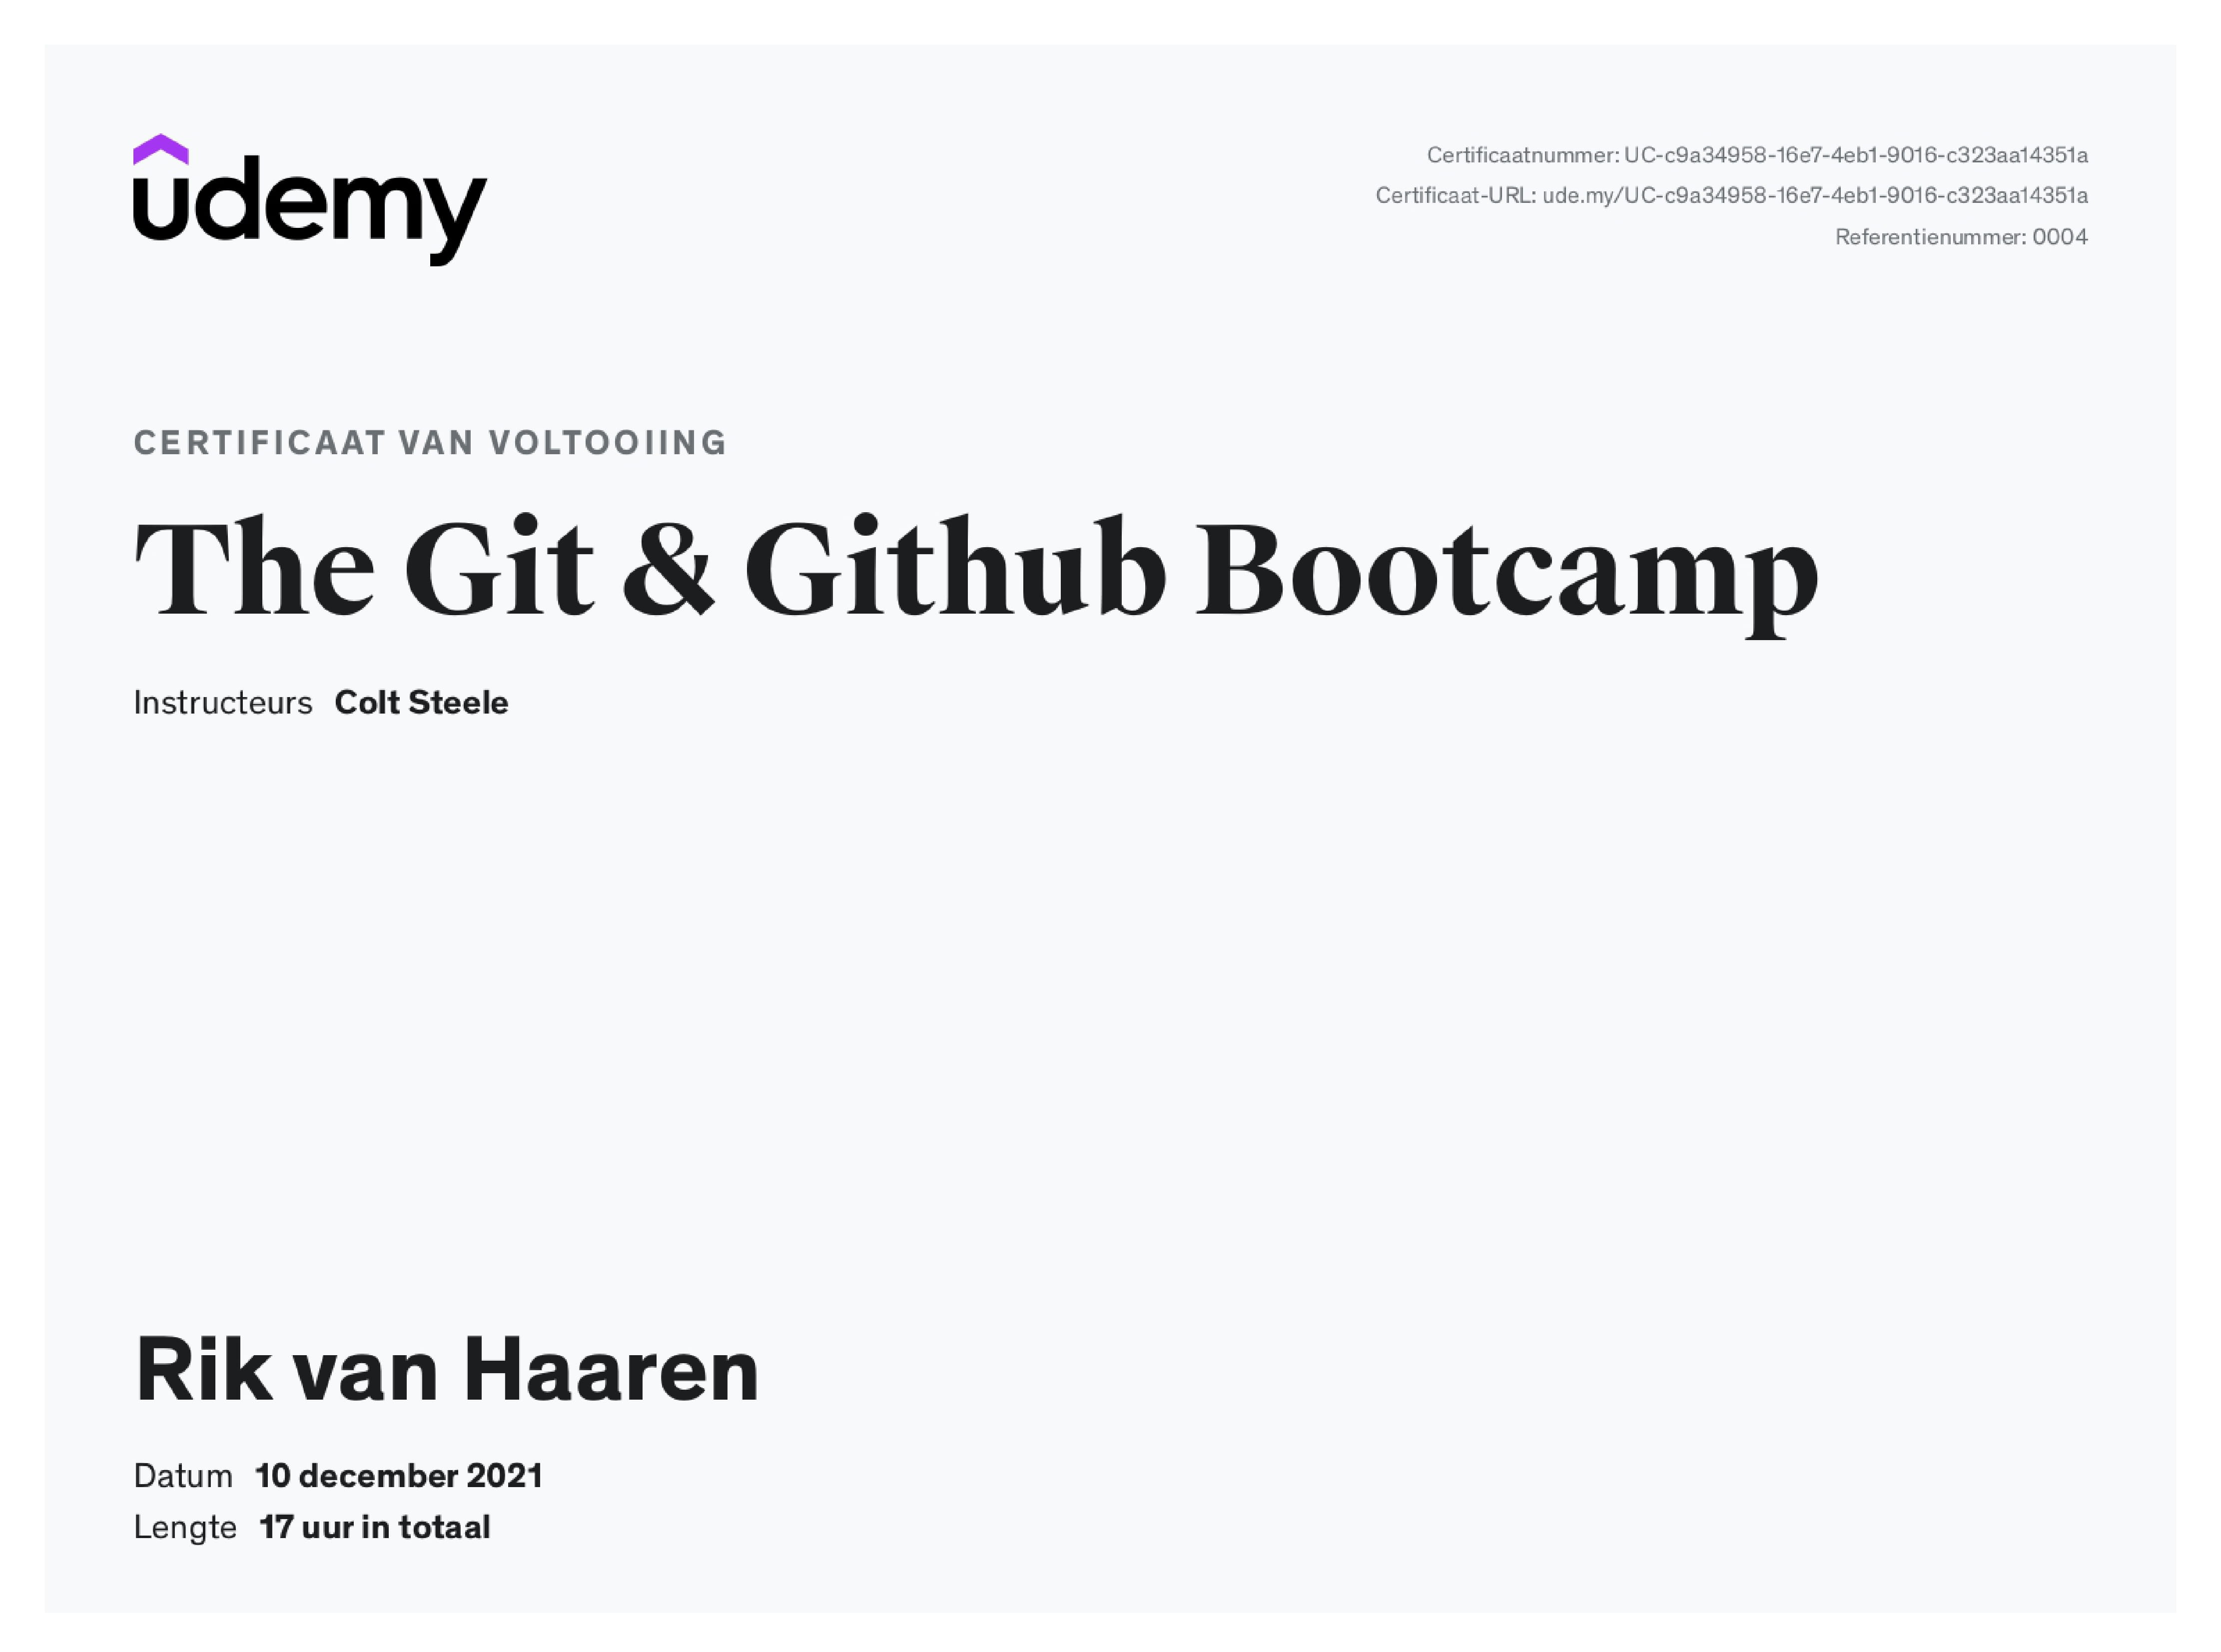 udemy
Certificaatnummer: UC-c9a34958-16e7-4eb1-9016-c323aa14351a
Certificaat-URL: ude.my/UC-c9a34958-16e7-4eb1-9016-c323aa14351a
Referentienummer: 0004
CERTIFICAAT VAN VOLTOOIING
The Git & Github Bootcamp
Instructeurs Colt Steele
Rik van Haaren
Datum 10 december 2021
Lengte 17 uur in totaal